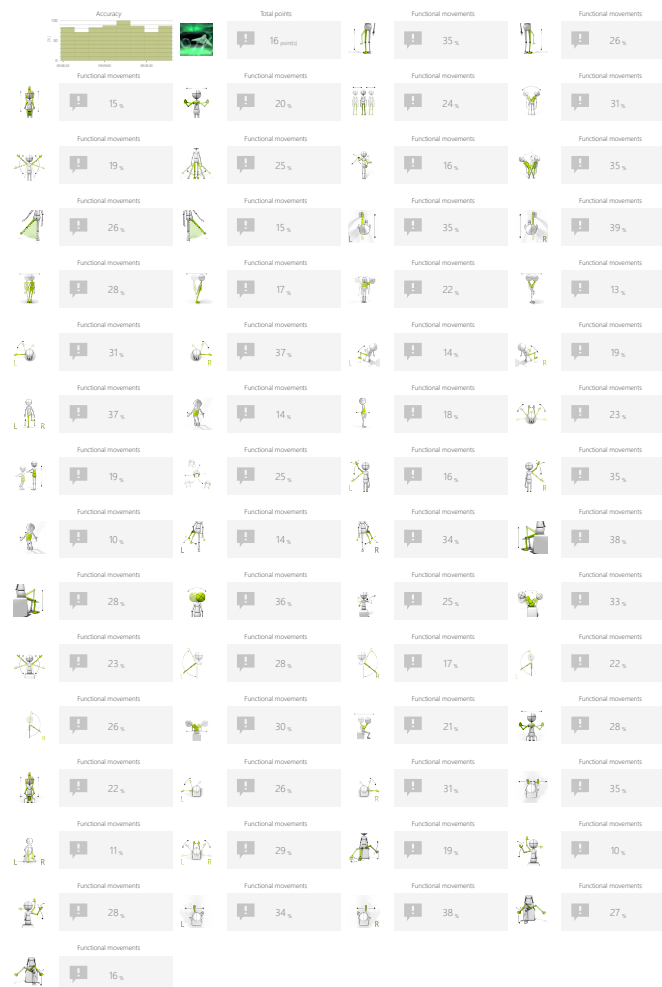 Accuracy
Total points
Functional movements
Functional movements
100
50
0
16 points)
35 %
26 %
Functional movements
Functional movements
Functional movements
Functional movements
15 %
20 %
24 %
31 %
Functional movements
Functional movements
Functional movements
Functional movements
19 %
25 %
16 %
35 %
Functional movements
Functional movements
Functional movements
Functional movements
26 %
15 %
L
35 %
R
39 %
Functional movements
Functional movements
Functional movements
Functional movements
28 %
17 %
22 %
13 %
Functional movements
Functional movements
Functional movements
Functional movements
L
31 %
R
37 %
L
14 %
R
19 %
Functional movements
Functional movements
Functional movements
Functional movements
L R
37 %
14 %
18 %
23 %
Functional movements
Functional movements
Functional movements
Functional movements
19 %
25 %
L
16 %
R
35 %
Functional movements
Functional movements
Functional movements
Functional movements
10 %
L
14 %
R
34 %
38 %
Functional movements
Functional movements
Functional movements
Functional movements
28 %
36 %
25 %
33 %
Functional movements
Functional movements
Functional movements
Functional movements
23 %
L
28 %
R
17 %
L
22 %
Functional movements
Functional movements
Functional movements
Functional movements
R
26 %
30 %
21 %
28 %
Functional movements
Functional movements
Functional movements
Functional movements
22 %
L
26 %
R
31 %
35 %
Functional movements
Functional movements
Functional movements
Functional movements
L R
11 %
L R
29 %
19 %
10 %
Functional movements
Functional movements
Functional movements
Functional movements
28 %
L
34 %
R
38 %
27 %
Functional movements
16 %